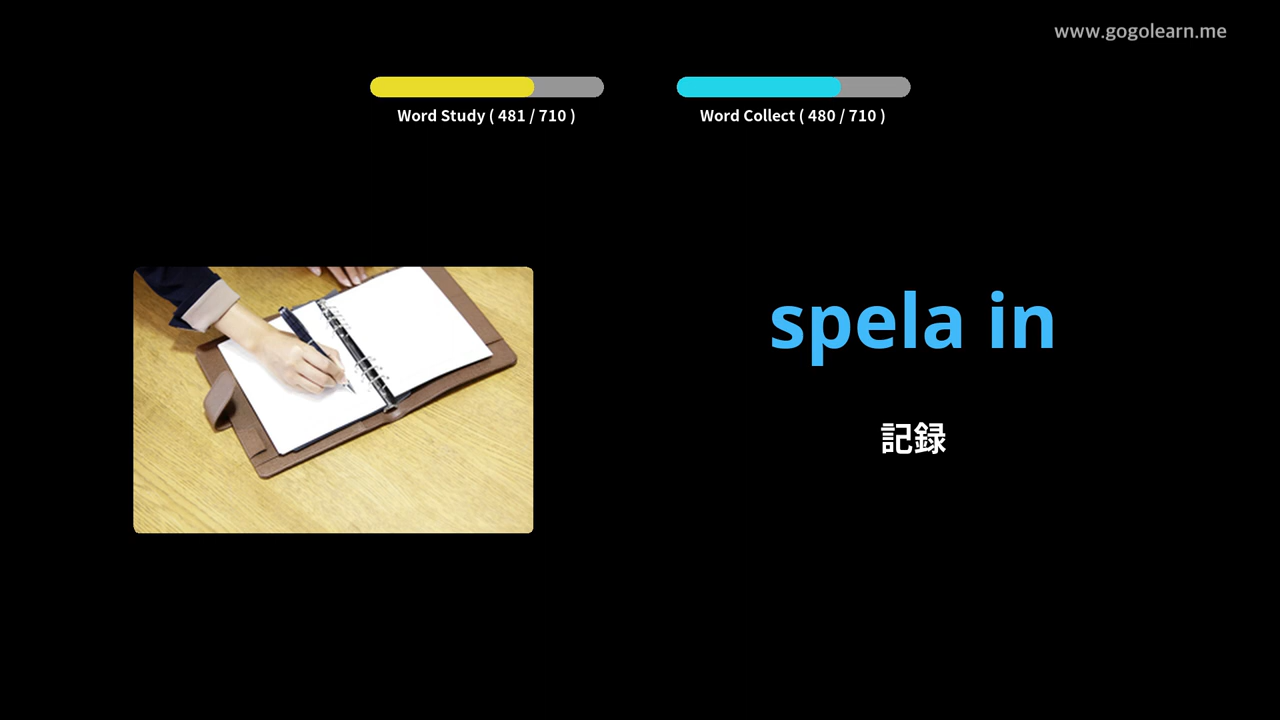 www.gogolearn.me
Word Study ( 481 / 710 )
Word Collect ( 480 / 710 )
spela in
記録